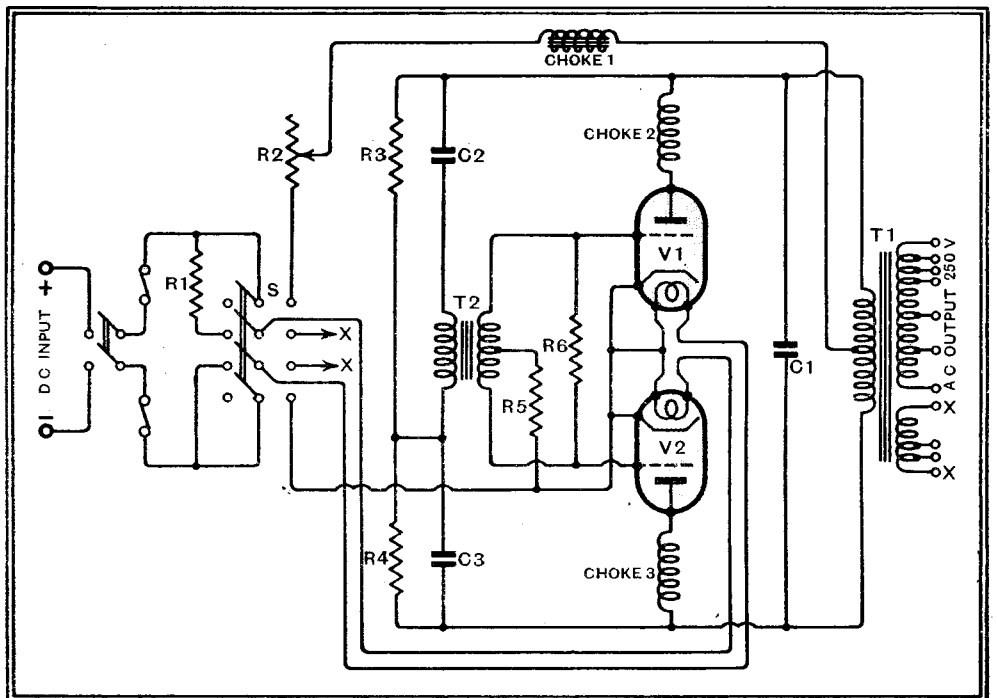 CHOKE 1
R2
R3
C2
CHOKE 2
V1
T1
R1
S
+
DC INPUT
−
X
X
T2
R6
R5
C1
AC OUTPUT 250 V
X
X
V2
R4
C3
CHOKE 3